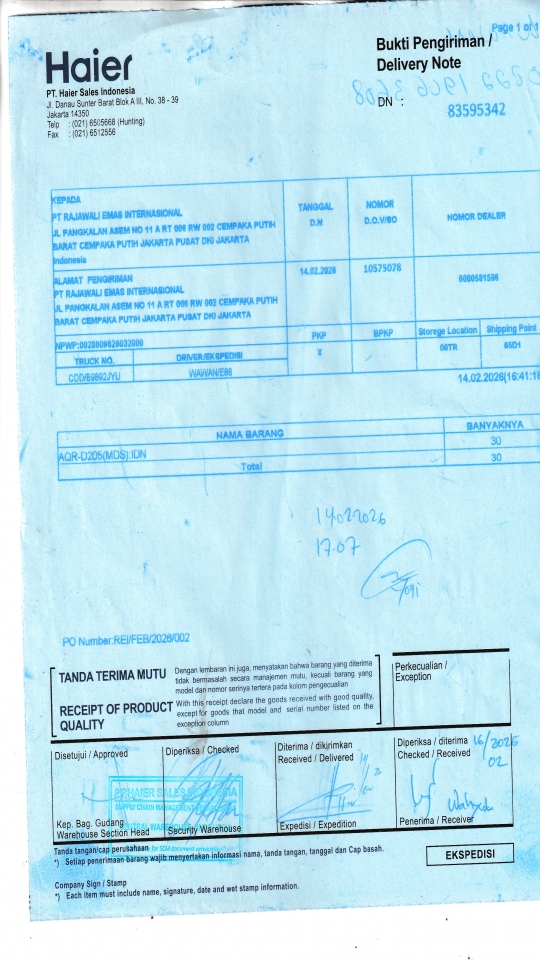 Page 1 of 1
Haier
Bukti Pengiriman /
Delivery Note
PT. Haier Sales Indonesia
Jl. Danau Sunter Barat Blok A III, No. 38 - 39
Jakarta 14350
Telp : (021) 6505668 (Hunting)
Fax : (021) 6512556
DN :
83595342
KEPADA
PT RAJAWALI EMAS INTERNASIONAL
JL PANGKALAN ASEM NO 11 A RT 006 RW 002 CEMPAKA PUTIH
BARAT CEMPAKA PUTIH JAKARTA PUSAT DKI JAKARTA
Indonesia
TANGGAL
D.N
NOMOR
D.O.V/SO
NOMOR DEALER
ALAMAT PENGIRIMAN
PT RAJAWALI EMAS INTERNASIONAL
JL PANGKALAN ASEM NO 11 A RT 006 RW 002 CEMPAKA PUTIH
BARAT CEMPAKA PUTIH JAKARTA PUSAT DKI JAKARTA
14.02.2026
10575078
PKP
BPKP
Storege Location
Shipping Point
X
TRUCK NO.
DRIVER/EKSPEDISI
WAWAN/E96
14.02.2026(16:41:
NAMA BARANG
BANYAKNYA
AQR-D205(MDS);IDN
30
Total
30
14.02.2026
17.07
PO Number:REI/FEB/2026/002
TANDA TERIMA MUTU
Dengan lembaran ini juga, menyatakan bahwa barang yang diterima
tidak bermasalah secara manajemen mutu, kecuali barang yang
model dan nomor serinya tertera pada kolom pengecualian
RECEIPT OF PRODUCT
QUALITY
With this receipt declare the goods received with good quality,
except for goods that model and serial number listed on the
exception column
Perkecualian /
Exception
Disetujui / Approved
Diperiksa / Checked
Diterima / dikirimkan
Received / Delivered
Diperiksa / diterima
Checked / Received
16/2026
02
PT HAIER SALES
SUPPLY CHAIN MANAGEMENT
Kep. Bag. Gudang
Warehouse Section Head
Security Warehouse
Expedisi / Expedition
Penerima / Receiver
Tanda tangan/cap perusahaan
*) Setiap penerimaan barang wajib menyertakan informasi nama, tanda tangan, tanggal dan Cap basah.
EKSPEDISI
Company Sign / Stamp
*) Each item must include name, signature, date and wet stamp information.